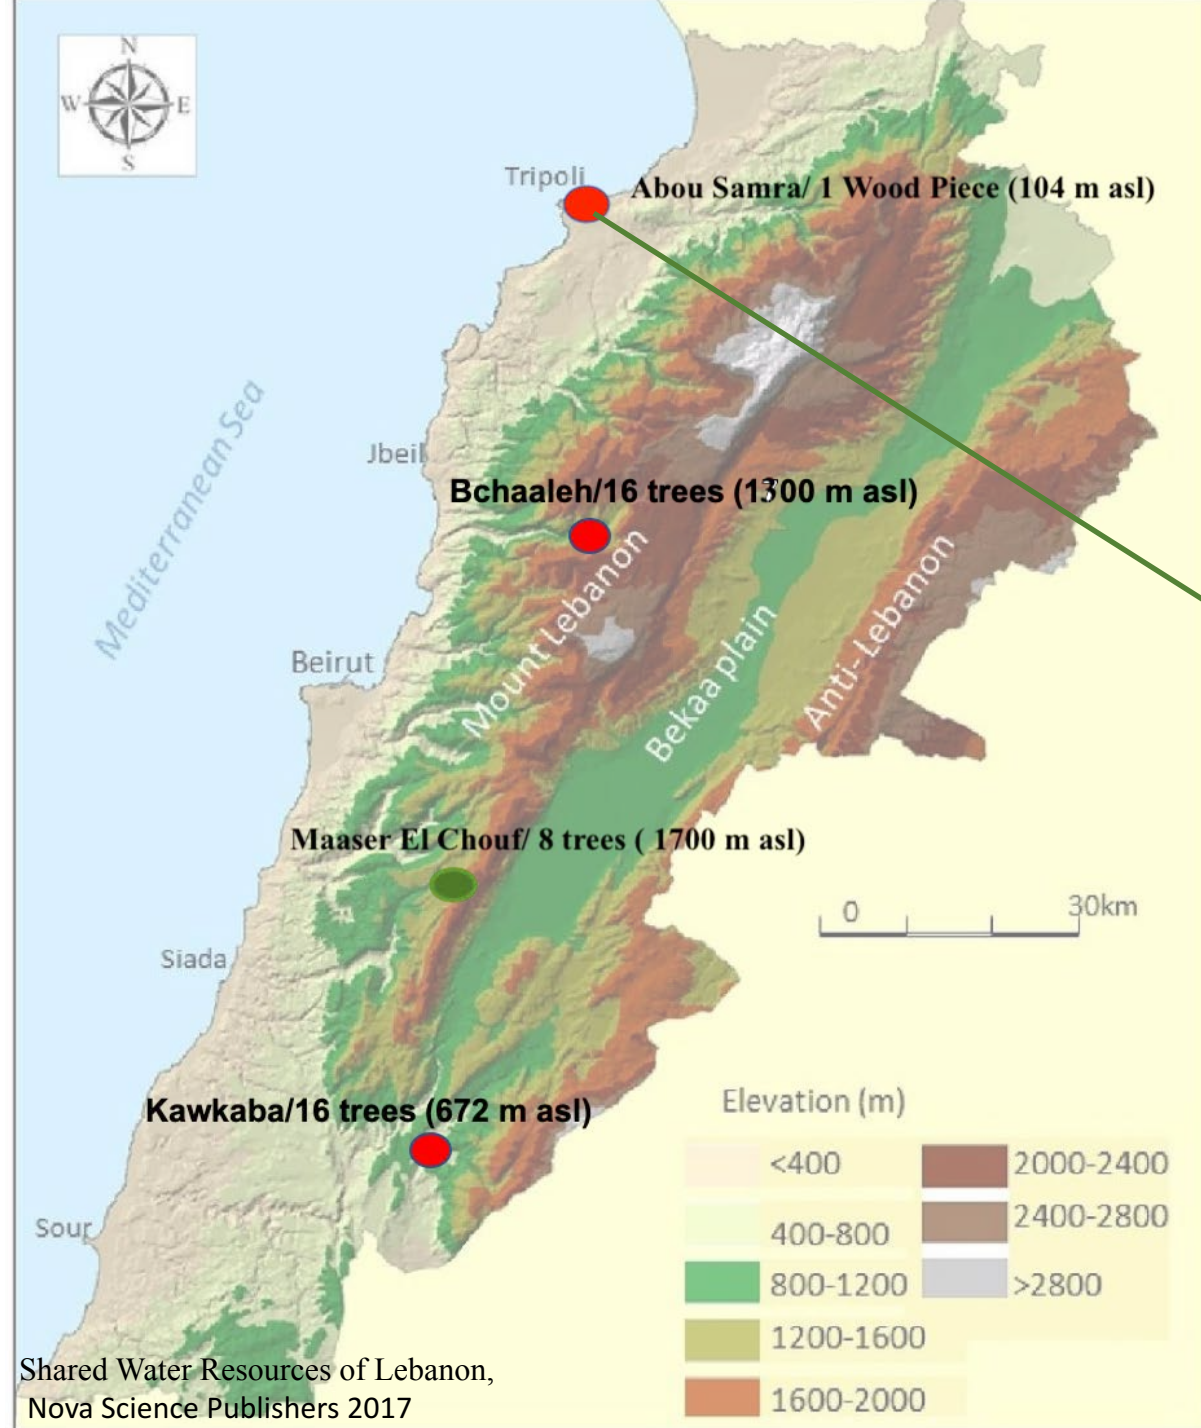 N
W E
S
Tripoli
Abou Samra/ 1 Wood Piece (104 m asl)
Jbeil
Mediterranean Sea
Bchaaleh/16 trees (1300 m asl)
Mount Lebanon
Bekaa plain
Anti-Lebanon
Beirut
Maaser El Chouf/ 8 trees ( 1700 m asl)
0 30km
Siada
Kawkaba/16 trees (672 m asl)
Sour
Elevation (m)
<400 2000-2400
400-800 2400-2800
800-1200 >2800
1200-1600
1600-2000
Shared Water Resources of Lebanon,
Nova Science Publishers 2017